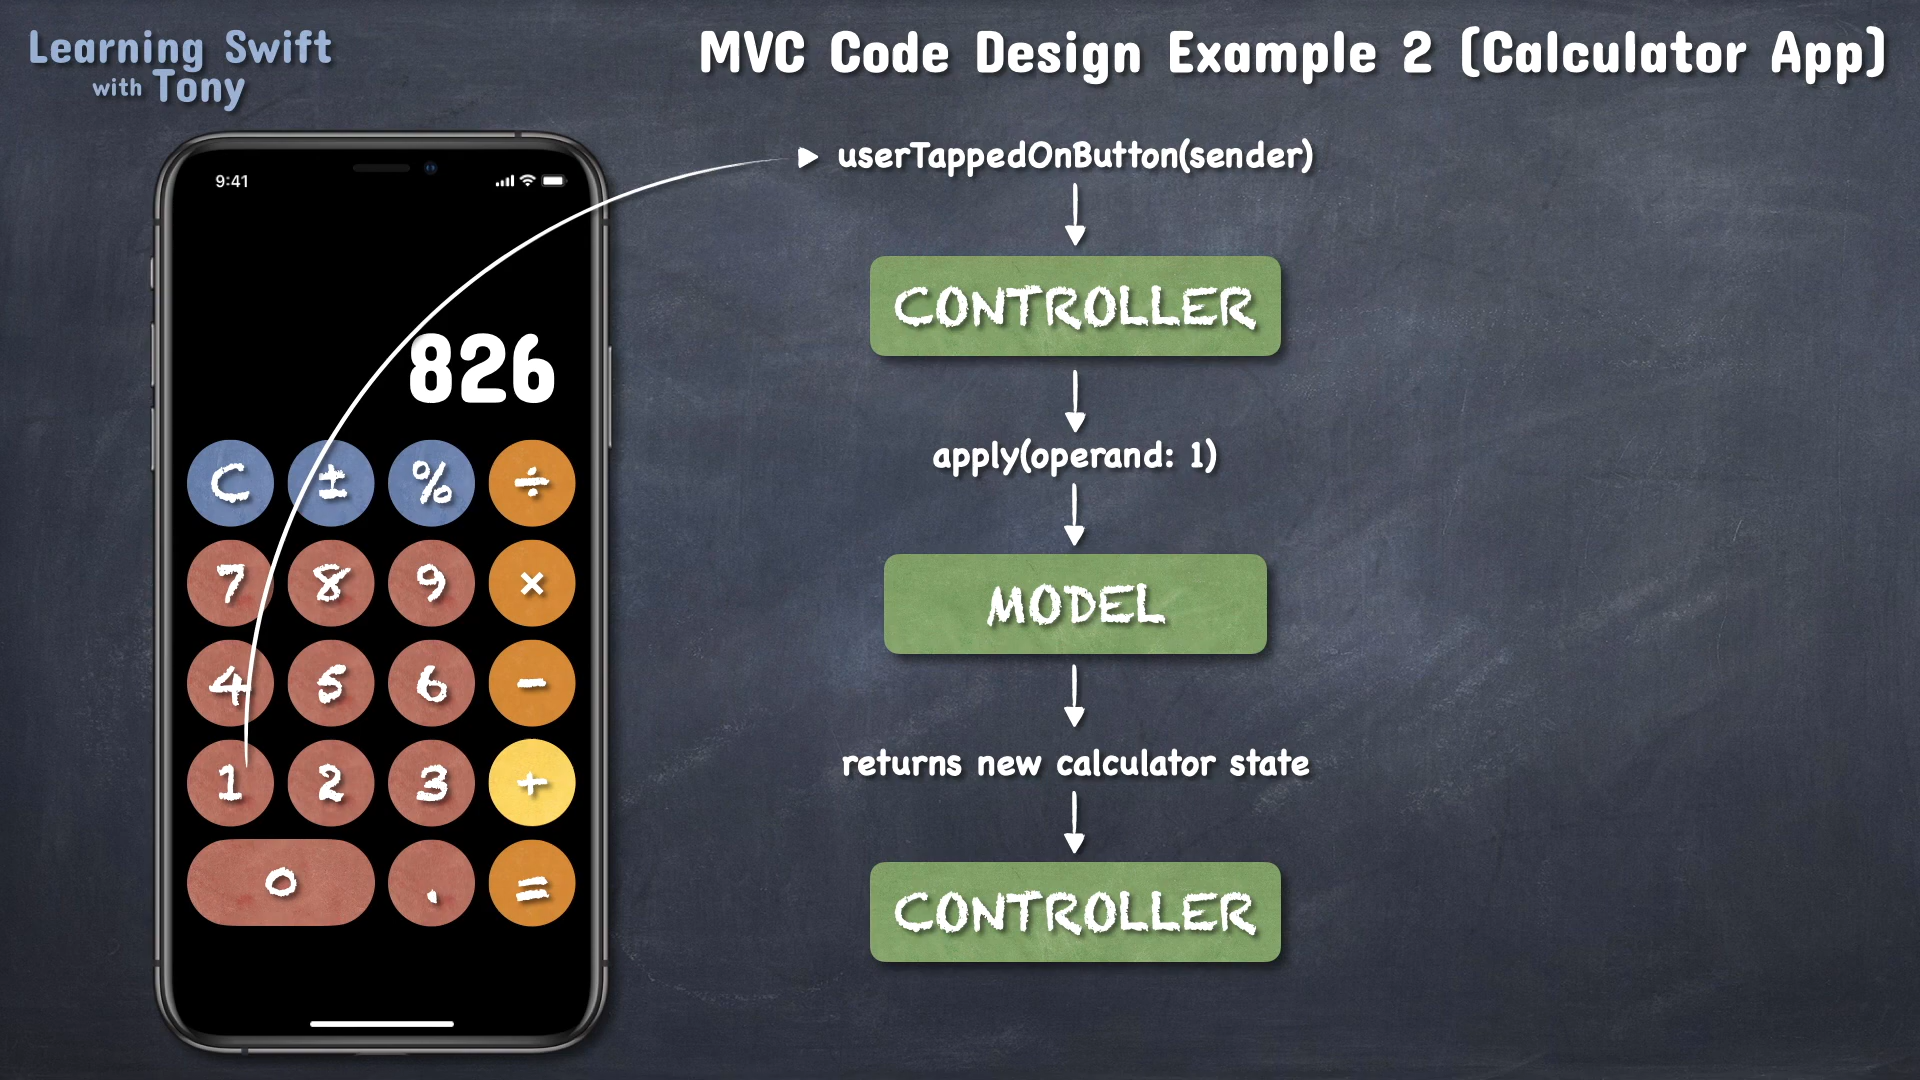 Learning Swift
with Tony
MVC Code Design Example 2 (Calculator App)
9:41
826
C ± % ÷
7 8 9 ×
4 5 6 −
1 2 3 +
0 . =
userTappedOnButton(sender)
CONTROLLER
apply(operand: 1)
MODEL
returns new calculator state
CONTROLLER